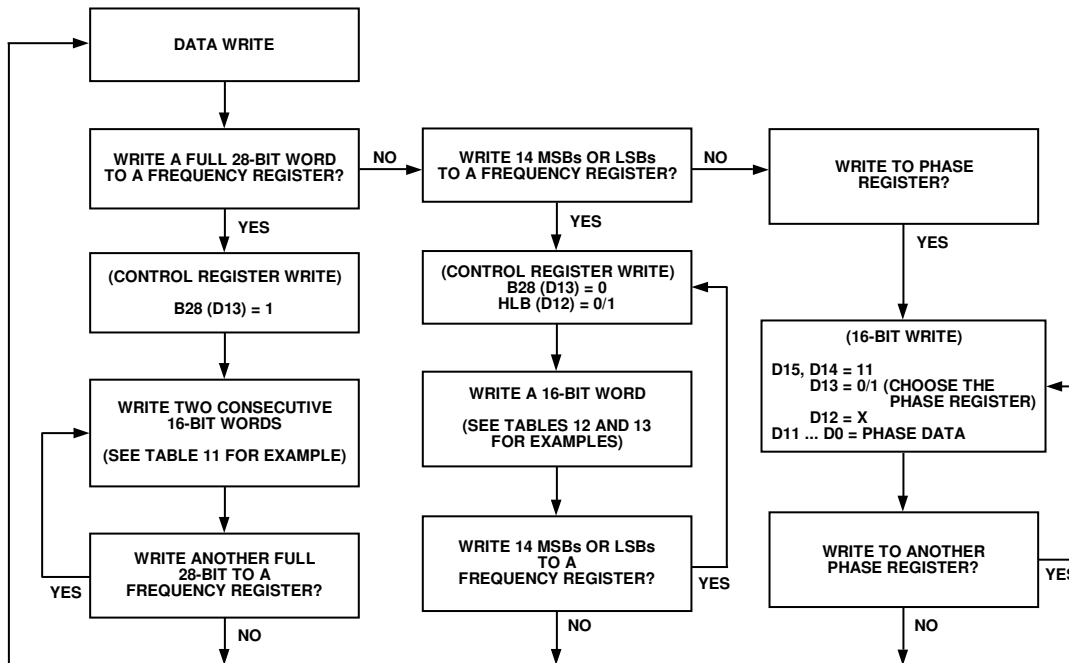 DATA WRITE
WRITE A FULL 28-BIT WORD
TO A FREQUENCY REGISTER?
NO
WRITE 14 MSBs OR LSBs
TO A FREQUENCY REGISTER?
NO
WRITE TO PHASE
REGISTER?
YES
YES
YES
(CONTROL REGISTER WRITE)
B28 (D13) = 1
(CONTROL REGISTER WRITE)
B28 (D13) = 0
HLB (D12) = 0/1
(16-BIT WRITE)
D15, D14 = 11
D13 = 0/1 (CHOOSE THE
PHASE REGISTER)
D12 = X
D11 ... D0 = PHASE DATA
WRITE TWO CONSECUTIVE
16-BIT WORDS
(SEE TABLE 11 FOR EXAMPLE)
WRITE A 16-BIT WORD
(SEE TABLES 12 AND 13
FOR EXAMPLES)
WRITE ANOTHER FULL
28-BIT TO A
FREQUENCY REGISTER?
YES
NO
WRITE 14 MSBs OR LSBs
TO A
FREQUENCY REGISTER?
YES
NO
WRITE TO ANOTHER
PHASE REGISTER?
YES
NO